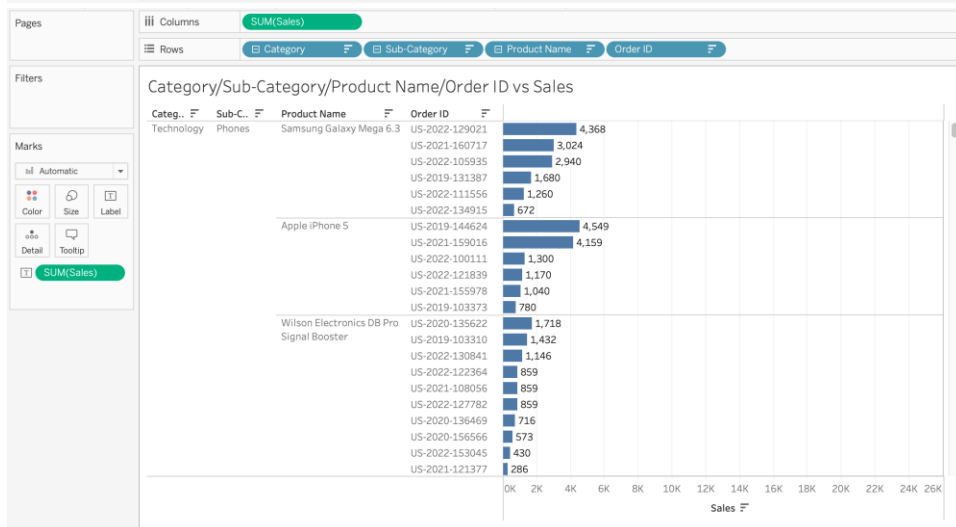 Pages
Columns
SUM(Sales)
Rows
Category
Sub-Category
Product Name
Order ID
Filters
Marks
Automatic
Color
Size
Label
Detail
Tooltip
SUM(Sales)
Category/Sub-Category/Product Name/Order ID vs Sales
Categ.. Sub-C.. Product Name Order ID
Technology Phones Samsung Galaxy Mega 6.3 US-2022-129021 4,368
US-2021-160717 3,024
US-2022-105935 2,940
US-2019-131387 1,680
US-2022-111556 1,260
US-2022-134915 672
Apple iPhone 5 US-2019-144624 4,549
US-2021-159016 4,159
US-2022-100111 1,300
US-2022-121839 1,170
US-2021-155978 1,040
US-2019-103373 780
Wilson Electronics DB Pro US-2020-135622 1,718
Signal Booster US-2019-103310 1,432
US-2022-130841 1,146
US-2022-122364 859
US-2021-108056 859
US-2022-127782 859
US-2020-136469 716
US-2020-156566 573
US-2022-153045 430
US-2021-121377 286
0K 2K 4K 6K 8K 10K 12K 14K 16K 18K 20K 22K 24K 26K
Sales